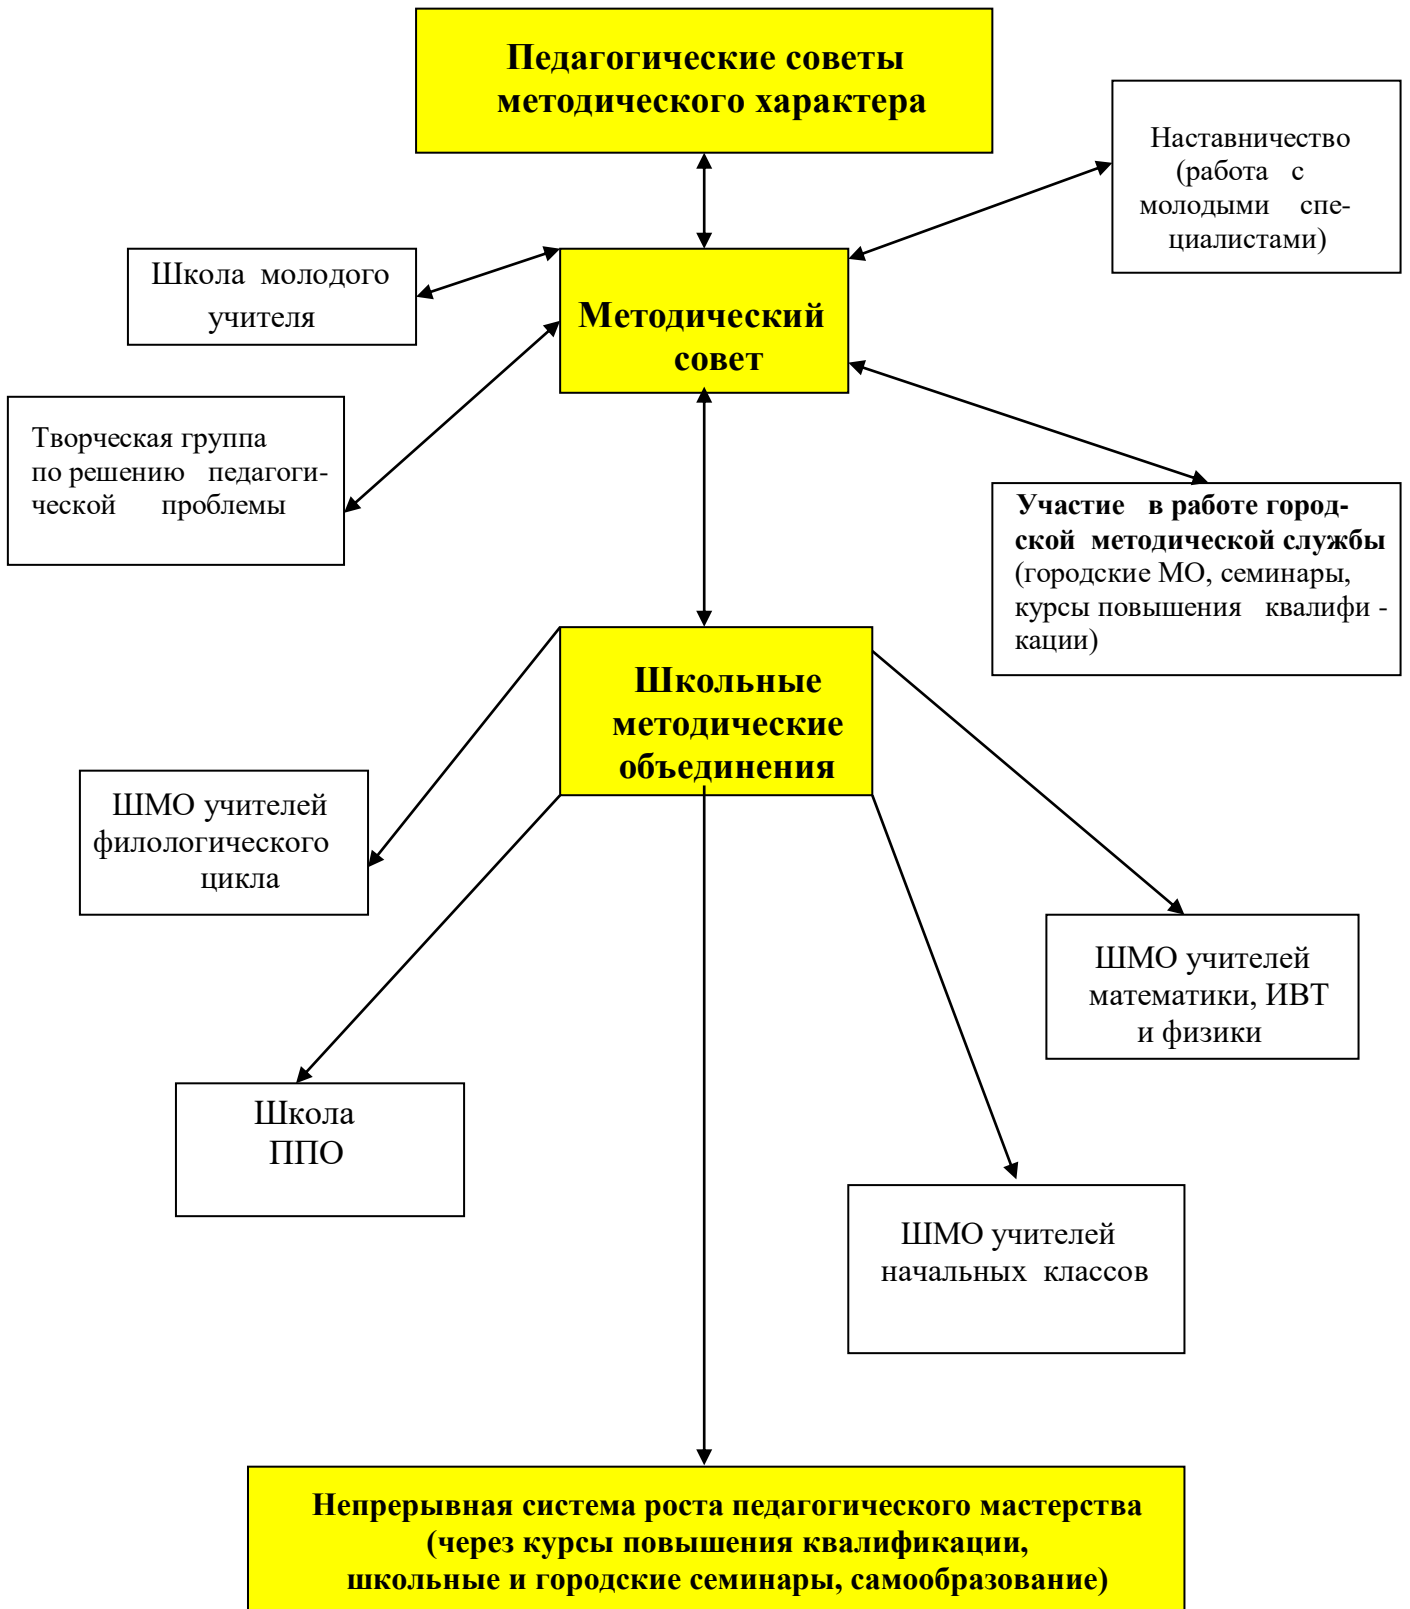 Педагогические советы
методического характера
Наставничество
(работа с
молодыми спе-
циалистами)
Школа молодого
учителя
Методический
совет
Творческая группа
по решению педагоги-
ческой проблемы
Участие в работе город-
ской методической службы
(городские МО, семинары,
курсы повышения квалифи -
кации)
Школьные
методические
объединения
ШМО учителей
филологического
цикла
ШМО учителей
математики, ИВТ
и физики
Школа
ППО
ШМО учителей
начальных классов
Непрерывная система роста педагогического мастерства
(через курсы повышения квалификации,
школьные и городские семинары, самообразование)